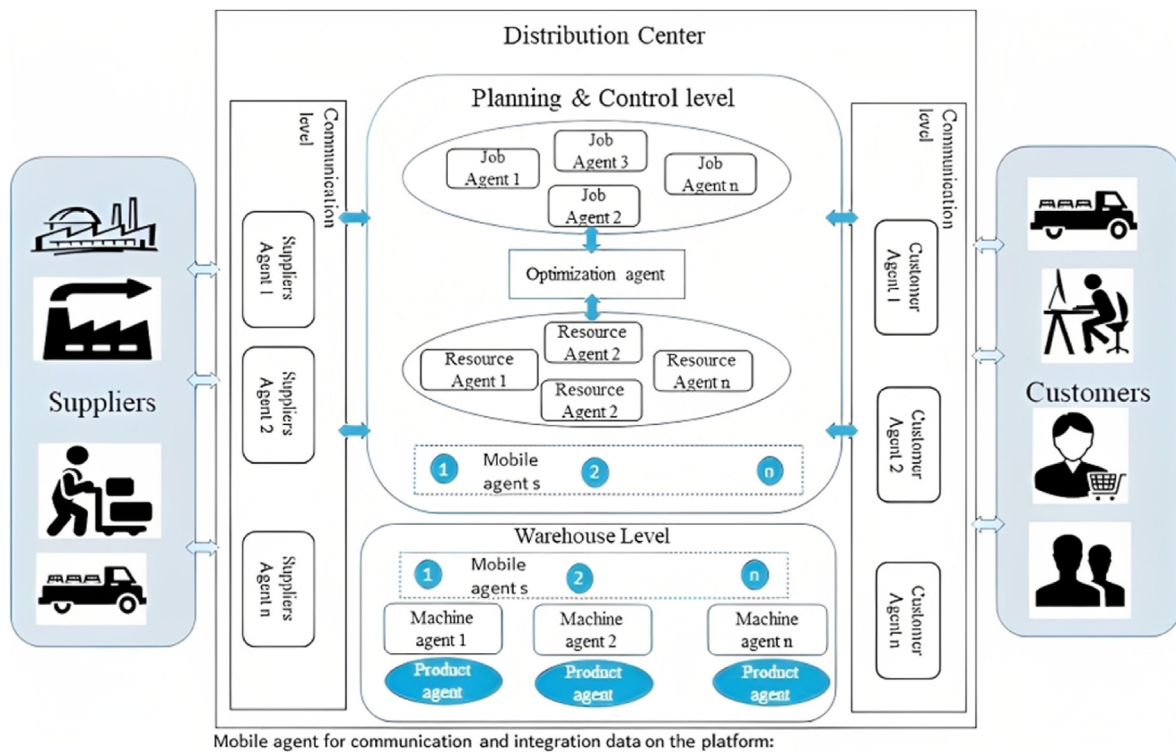 Distribution Center
Communication
level
Planning & Control level
Communication
level
Job
Agent 1
Job
Agent 3
Job
Agent n
Job
Agent 2
Optimization agent
Resource
Agent 1
Resource
Agent 2
Resource
Agent n
Resource
Agent 2
1
Mobile
agent s
2
n
Suppliers
Suppliers
Agent 1
Suppliers
Agent 2
Suppliers
Agent n
Customer
Agent 1
Customer
Agent 2
Customer
Agent n
Customers
Warehouse Level
1
Mobile
agent s
2
n
Machine
agent 1
Machine
agent 2
Machine
agent n
Product
agent
Product
agent
Product
agent
Mobile agent for communication and integration data on the platform: